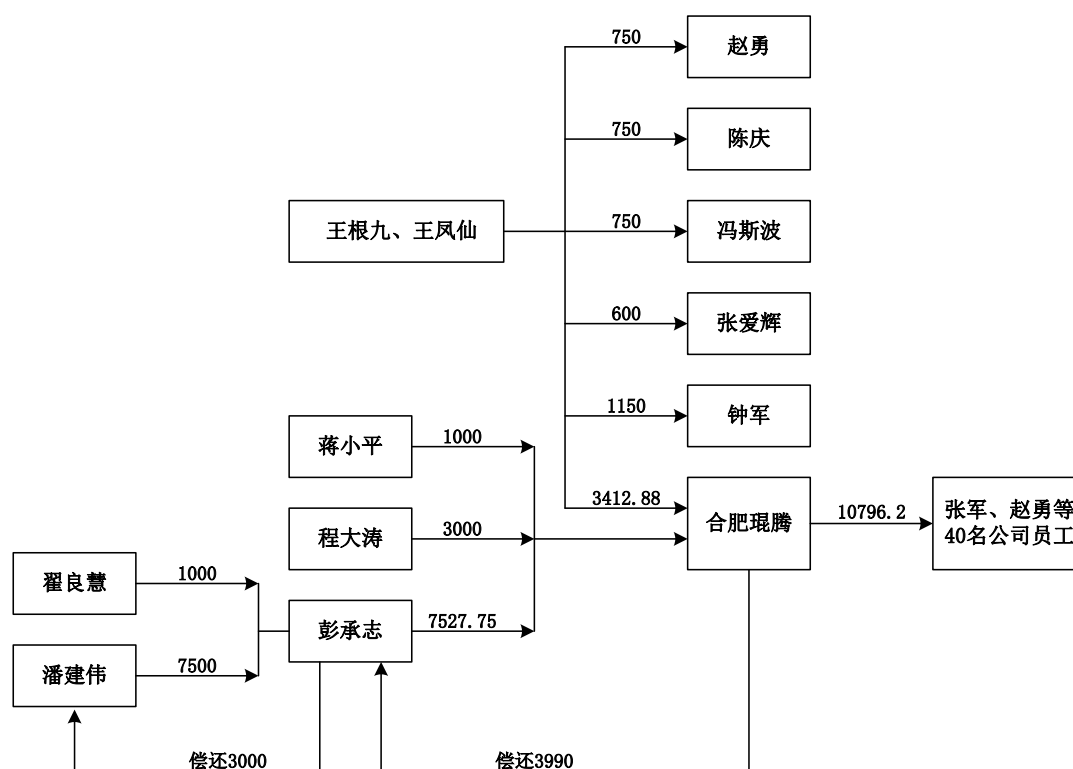 750
赵勇
750
陈庆
王根九、王凤仙
750
冯斯波
600
张爱辉
1150
钟军
蒋小平
1000
3412.88
合肥琨腾
10796.2
张军、赵勇等
40名公司员工
程大涛
3000
翟良慧
1000
彭承志
7527.75
潘建伟
7500
偿还3000
偿还3990